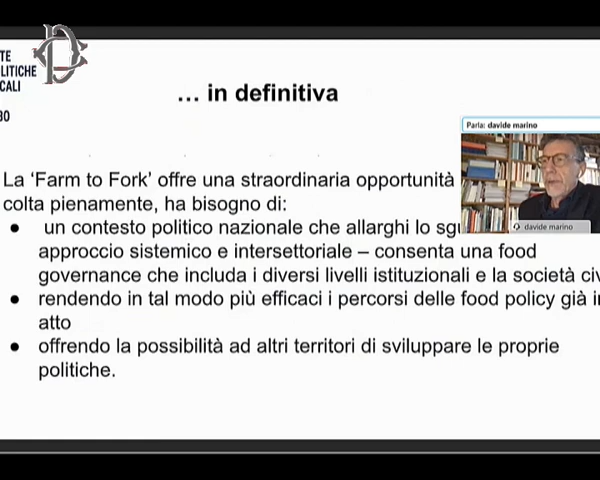 TE
LITICHE
CALI
30
... in definitiva
Parla: davide marino
La ‘Farm to Fork’ offre una straordinaria opportunità
colta pienamente, ha bisogno di:
● un contesto politico nazionale che allarghi lo
approccio sistemico e intersettoriale – consenta una food
governance che includa i diversi livelli istituzionali e la società
● rendendo in tal modo più efficaci i percorsi delle food policy già
atto
● offrendo la possibilità ad altri territori di sviluppare le proprie
politiche.
davide marino